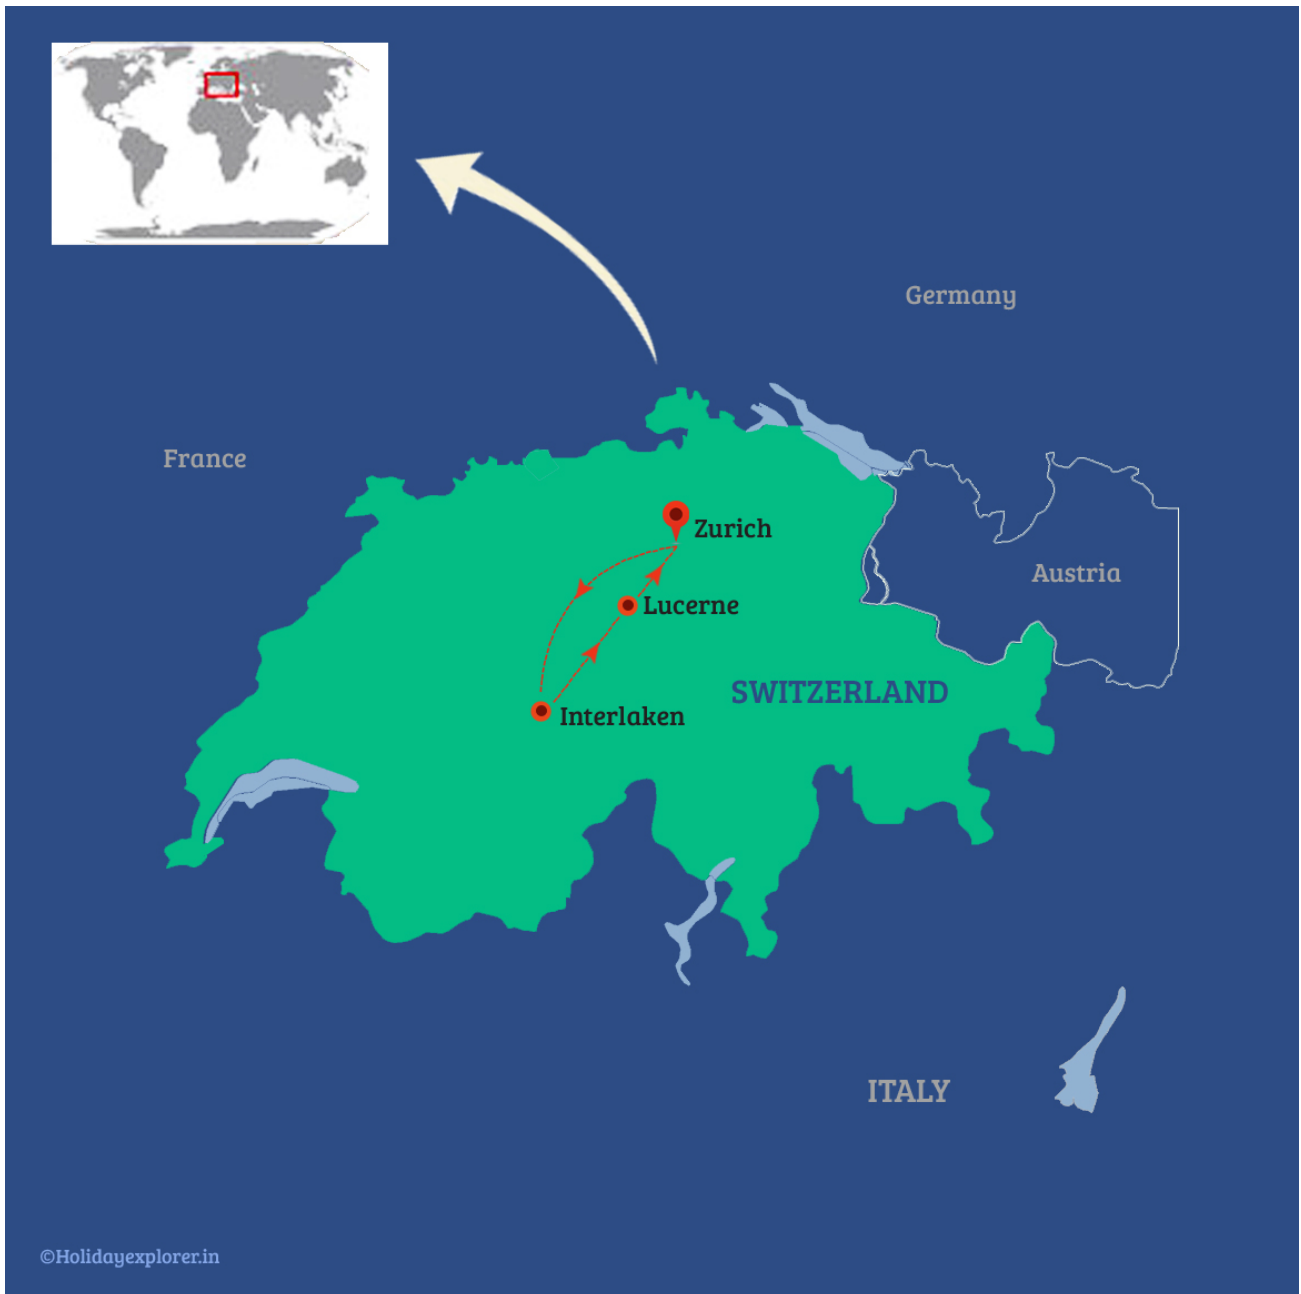 Germany
France
Zurich
Austria
Lucerne
SWITZERLAND
Interlaken
ITALY
©Holidayexplorer.in